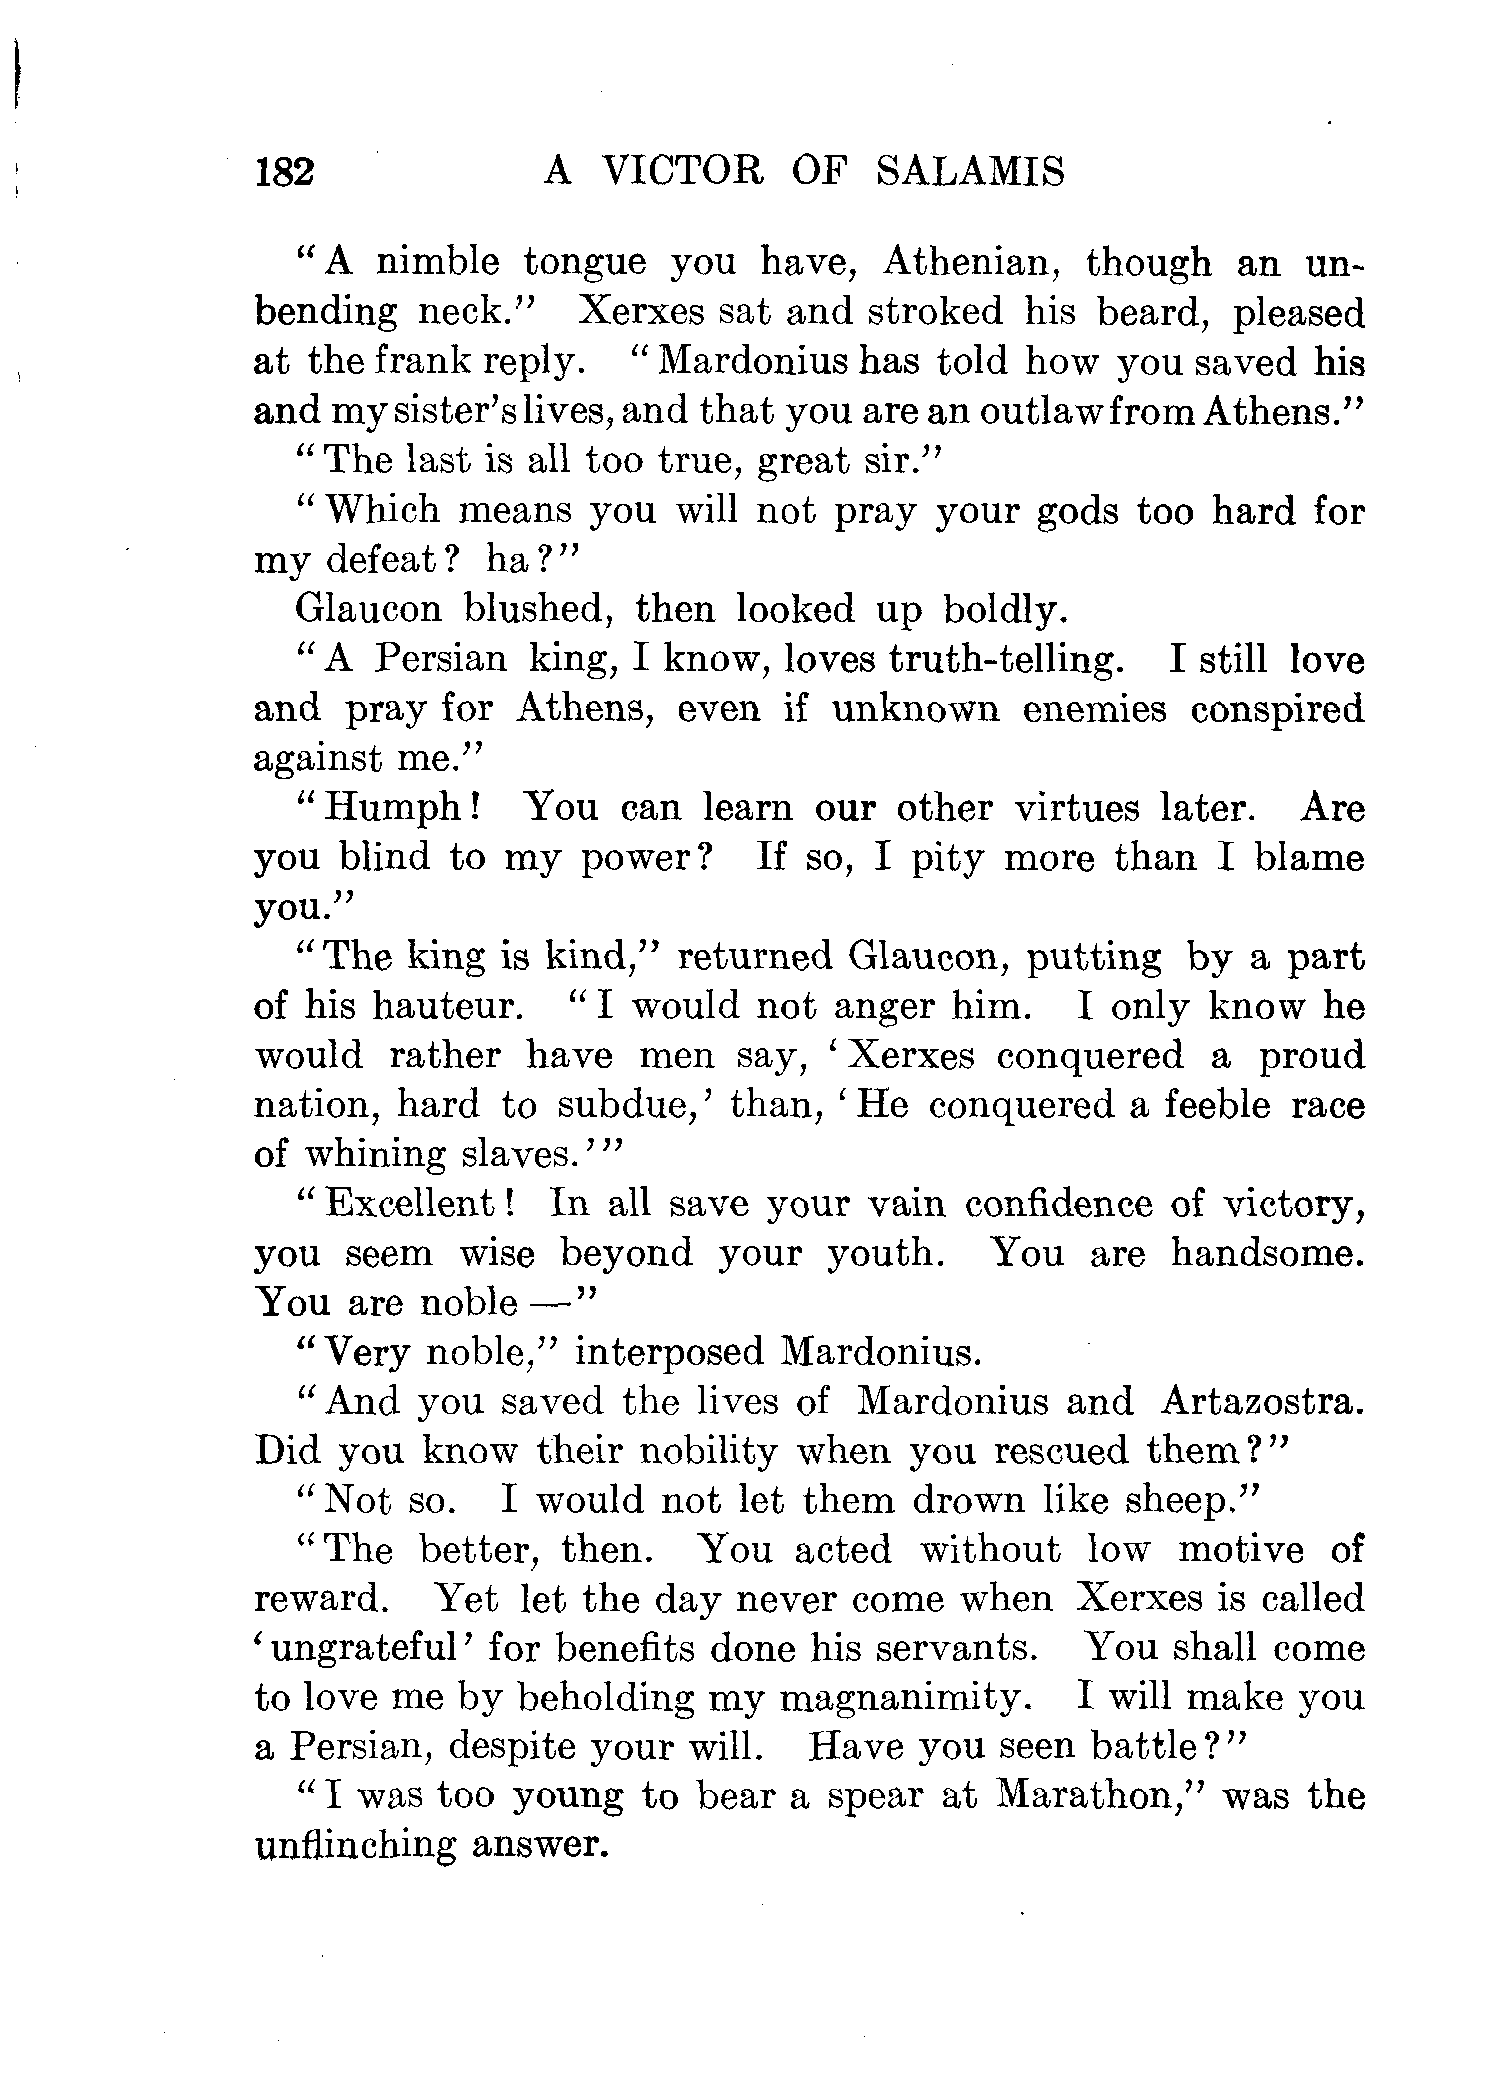 182 A VICTOR OF SALAMIS
“A nimble tongue you have, Athenian, though an un-
bending neck.” Xerxes sat and stroked his beard, pleased
at the frank reply. “Mardonius has told how you saved his
and my sister’s lives, and that you are an outlaw from Athens.”
“The last is all too true, great sir.”
“Which means you will not pray your gods too hard for
my defeat? ha?”
Glaucon blushed, then looked up boldly.
“A Persian king, I know, loves truth-telling. I still love
and pray for Athens, even if unknown enemies conspired
against me.”
“Humph! You can learn our other virtues later. Are
you blind to my power? If so, I pity more than I blame
you.”
“The king is kind,” returned Glaucon, putting by a part
of his hauteur. “I would not anger him. I only know he
would rather have men say, ‘Xerxes conquered a proud
nation, hard to subdue,’ than, ‘He conquered a feeble race
of whining slaves.’”
“Excellent! In all save your vain confidence of victory,
you seem wise beyond your youth. You are handsome.
You are noble —”
“Very noble,” interposed Mardonius.
“And you saved the lives of Mardonius and Artazostra.
Did you know their nobility when you rescued them?”
“Not so. I would not let them drown like sheep.”
“The better, then. You acted without low motive of
reward. Yet let the day never come when Xerxes is called
‘ungrateful’ for benefits done his servants. You shall come
to love me by beholding my magnanimity. I will make you
a Persian, despite your will. Have you seen battle?”
“I was too young to bear a spear at Marathon,” was the
unflinching answer.